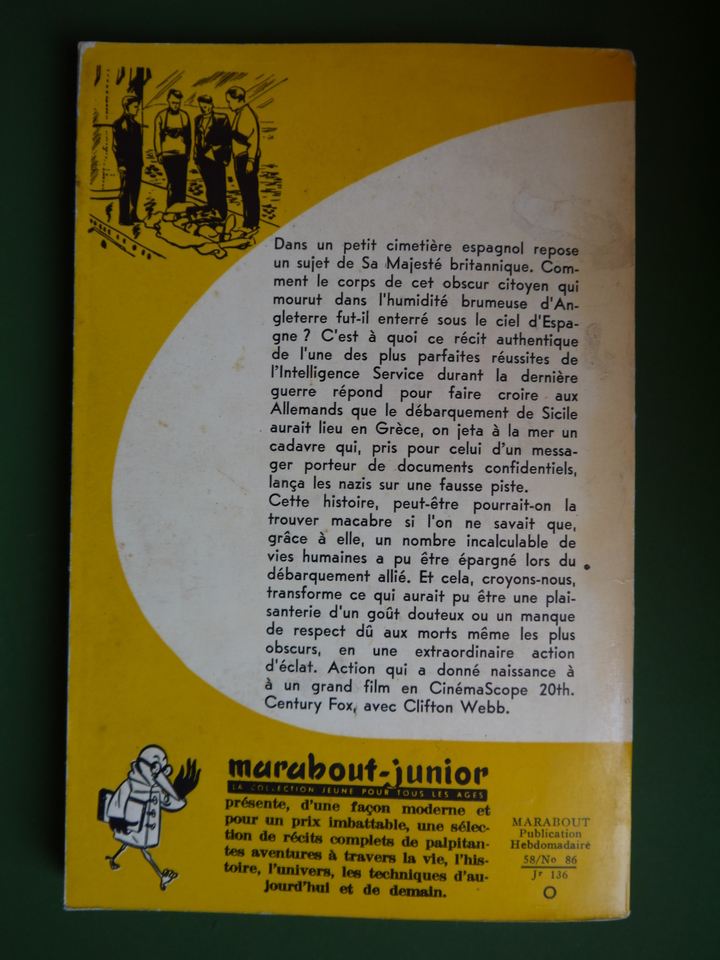 Dans un petit cimetière espagnol repose
un sujet de Sa Majesté britannique. Com-
ment le corps de cet obscur citoyen qui
mourut dans l'humidité brumeuse d'An-
gleterre fut-il enterré sous le ciel d'Espa-
gne ? C'est à quoi ce récit authentique
de l'une des plus parfaites réussites de
l'Intelligence Service durant la dernière
guerre répond pour faire croire aux
Allemands que le débarquement de Sicile
aurait lieu en Grèce, on jeta à la mer un
cadavre qui, pris pour celui d'un messa-
ger porteur de documents confidentiels,
lança les nazis sur une fausse piste.
Cette histoire, peut-être pourrait-on la
trouver macabre si l'on ne savait que,
grâce à elle, un nombre incalculable de
vies humaines a pu être épargné lors du
débarquement allié. Et cela, croyons-nous,
transforme ce qui aurait pu être une plai-
santerie d'un goût douteux ou un manque
de respect dû aux morts même les plus
obscurs, en une extraordinaire action
d'éclat. Action qui a donné naissance à
à un grand film en CinémaScope 20th.
Century Fox, avec Clifton Webb.
marabout-junior
LA COLLECTION JEUNE POUR TOUS LES AGES
présente, d'une façon moderne et
pour un prix imbattable, une sélec-
tion de récits complets de palpitan-
tes aventures à travers la vie, l'his-
toire, l'univers, les techniques d'au-
jourd'hui et de demain.
MARABOUT
Publication
Hebdomadaire
58/No 86
Jr 136
O